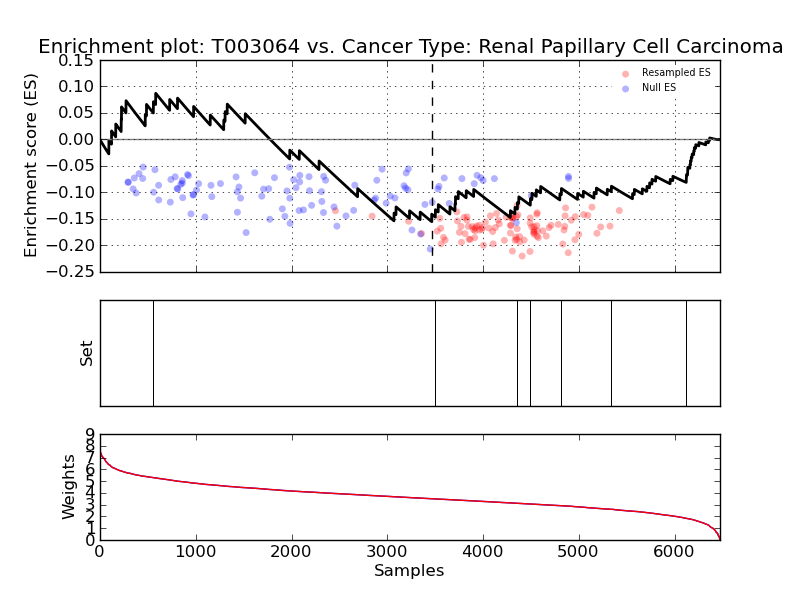 Enrichment plot: T003064 vs. Cancer Type: Renal Papillary Cell Carcinoma
Enrichment score (ES)
0.15
0.10
0.05
0.00
−0.05
−0.10
−0.15
−0.20
−0.25
Resampled ES
Null ES
Set
Weights
9
8
7
6
5
4
3
2
1
0
0 1000 2000 3000 4000 5000 6000
Samples